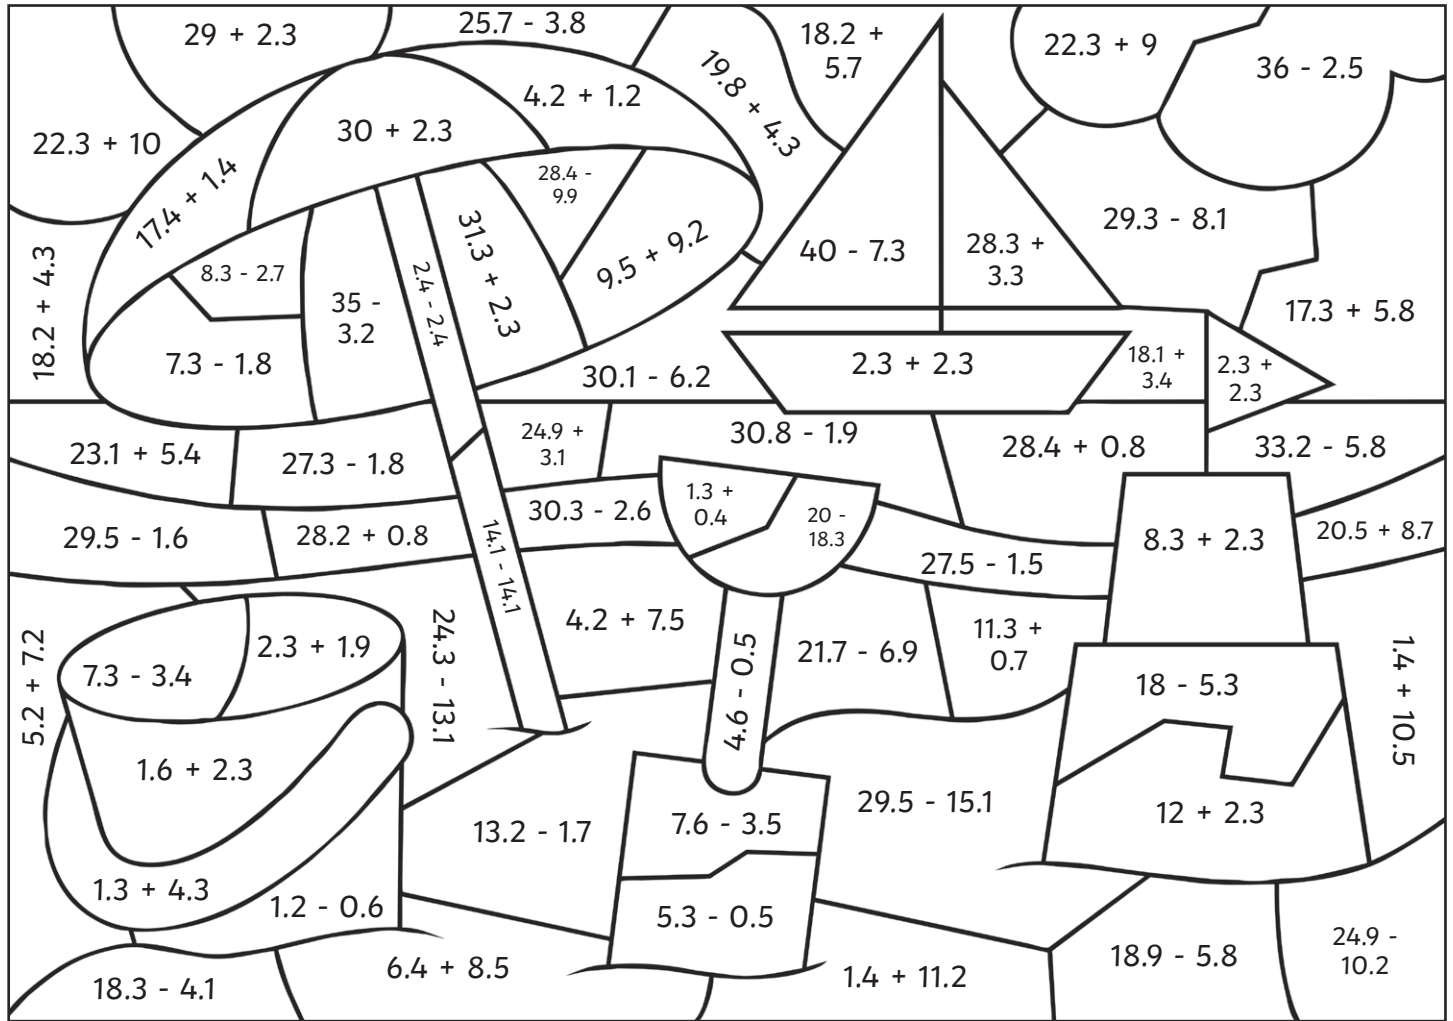 29 + 2.3
25.7 - 3.8
18.2 +
5.7
22.3 + 9
36 - 2.5
19.8 + 4.3
4.2 + 1.2
30 + 2.3
22.3 + 10
17.4 + 1.4
28.4 -
9.9
31.3 + 2.3
9.5 + 9.2
40 - 7.3
28.3 +
3.3
29.3 - 8.1
18.2 + 4.3
8.3 - 2.7
35 -
3.2
2.4 - 2.4
17.3 + 5.8
7.3 - 1.8
30.1 - 6.2
2.3 + 2.3
18.1 +
3.4
2.3 +
2.3
23.1 + 5.4
27.3 - 1.8
24.9 +
3.1
30.8 - 1.9
28.4 + 0.8
33.2 - 5.8
29.5 - 1.6
28.2 + 0.8
14.1 - 14.1
30.3 - 2.6
1.3 +
0.4
20 -
18.3
27.5 - 1.5
8.3 + 2.3
20.5 + 8.7
5.2 + 7.2
7.3 - 3.4
2.3 + 1.9
24.3 - 13.1
4.2 + 7.5
4.6 - 0.5
21.7 - 6.9
11.3 +
0.7
18 - 5.3
1.4 + 10.5
1.6 + 2.3
13.2 - 1.7
7.6 - 3.5
29.5 - 15.1
12 + 2.3
1.3 + 4.3
1.2 - 0.6
5.3 - 0.5
18.3 - 4.1
6.4 + 8.5
1.4 + 11.2
18.9 - 5.8
24.9 -
10.2